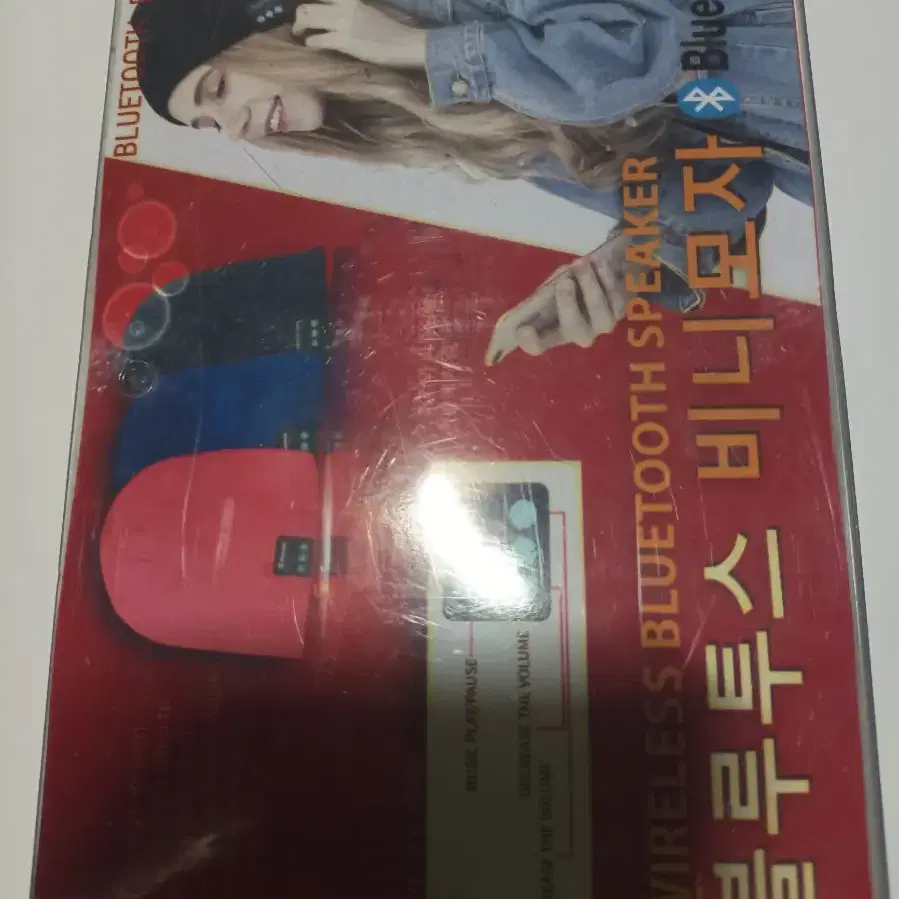 BLUETOOTH
Blue
블루투스 비니모자
WIRELESS BLUETOOTH SPEAKER
MUSIC PLAY/PAUSE
DECREASE THE VOLUME
THE VOLUME